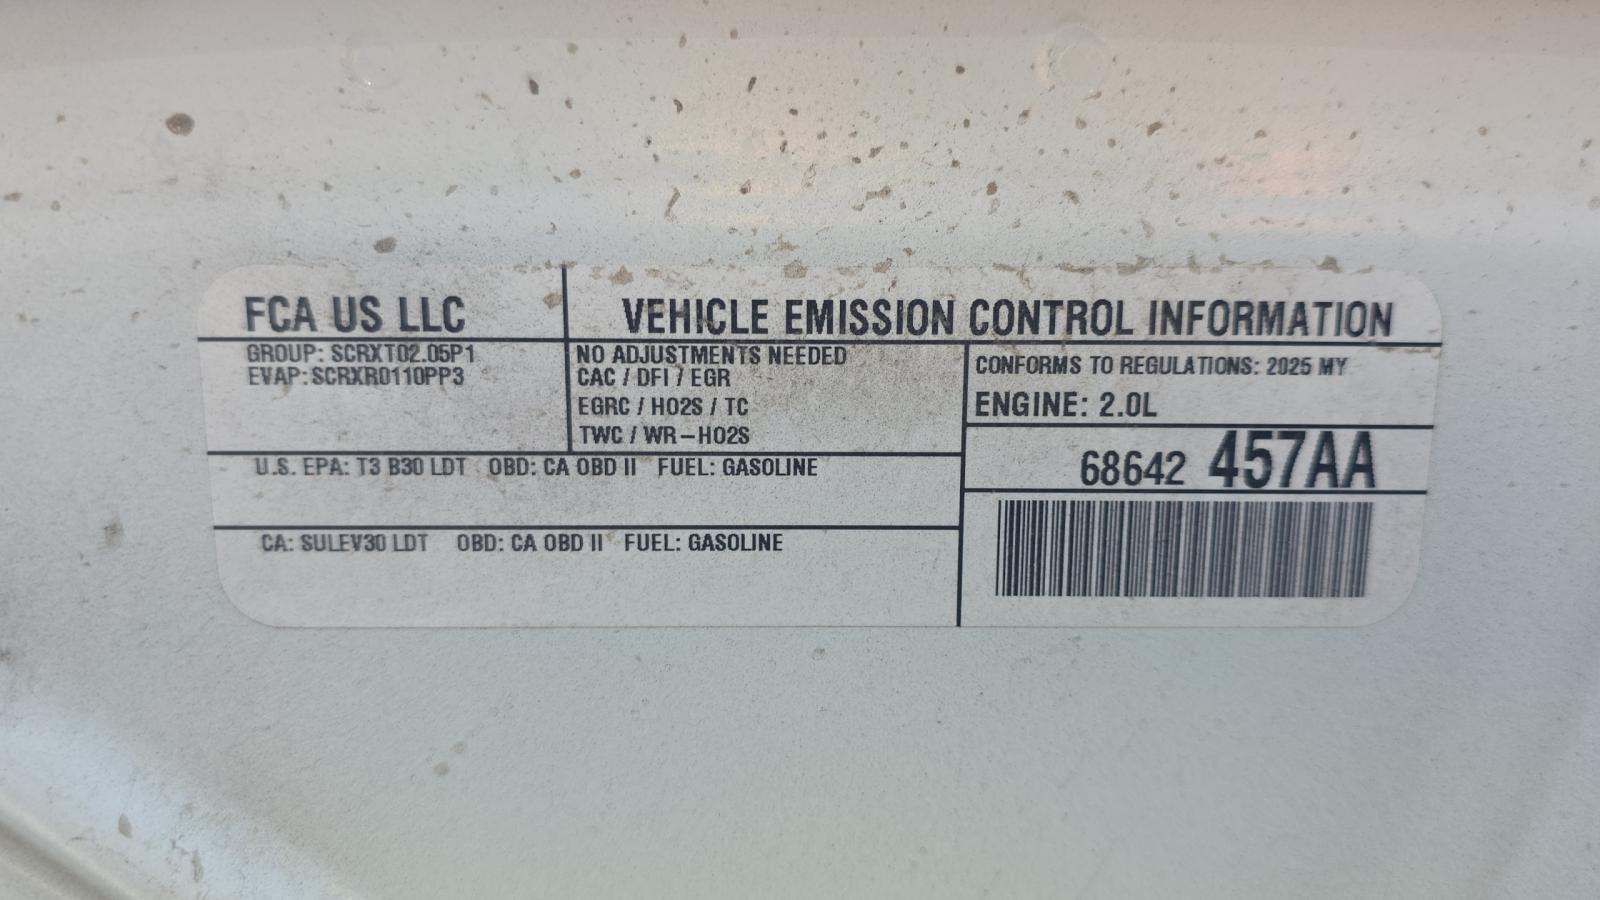 FCA US LLC
VEHICLE EMISSION CONTROL INFORMATION
GROUP: SCRXT02.05P1
EVAP:SCRXR0110PP3
NO ADJUSTMENTS NEEDED
CAC / DFI / EGR
EGRC / HO2S / TC
TWC / WR-HO2S
CONFORMS TO REGULATIONS: 2025 MY
ENGINE: 2.0L
68642 457AA
U.S. EPA: T3 B30 LDT OBD: CA OBD II FUEL: GASOLINE
CA: SULEV30 LDT OBD: CA OBD II FUEL: GASOLINE